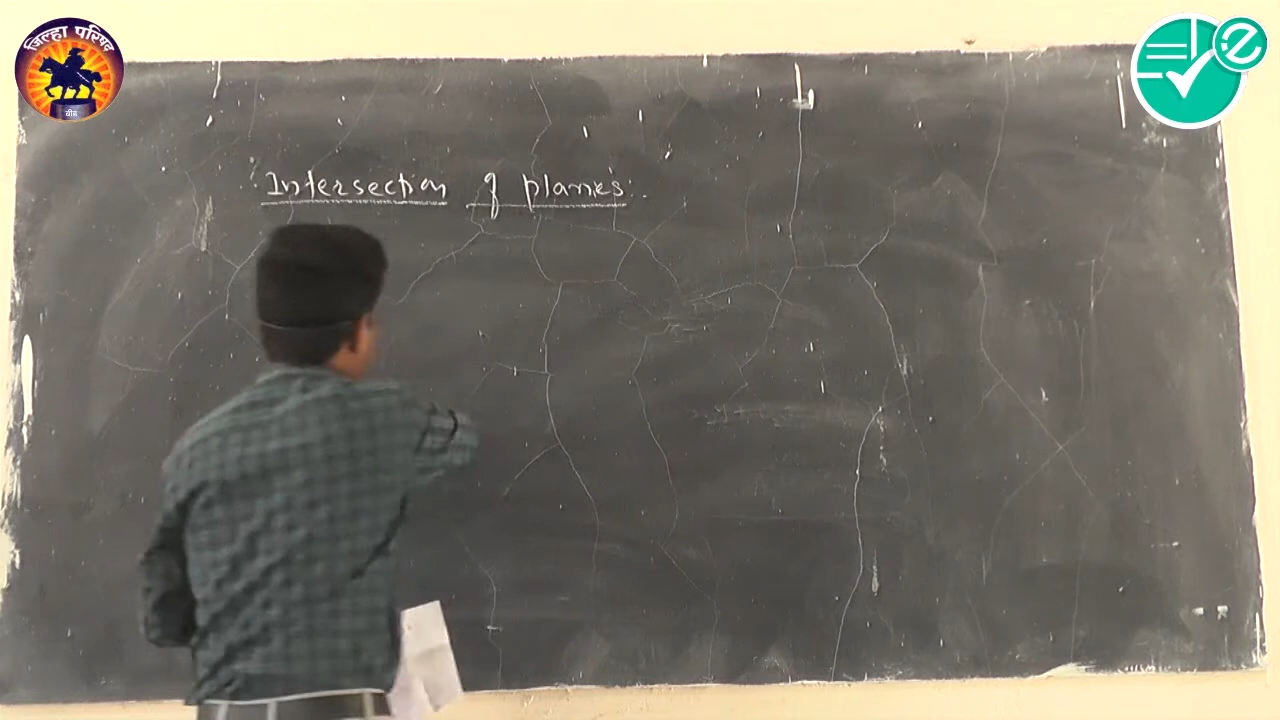 जिल्हा परिषद
बीड
Intersection of planes.